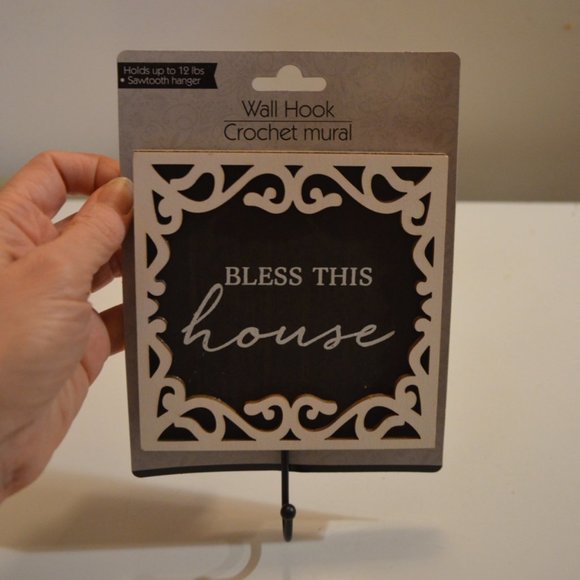 Holds up to 12 lbs
• Sawtooth hanger
Wall Hook
Crochet mural
BLESS THIS
house